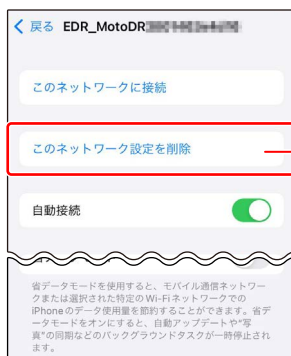 戻る EDR_MotoDR
このネットワークに接続
このネットワーク設定を削除
自動接続
省データモードを使用すると、モバイル通信ネットワー
クまたは選択された特定のWi-Fiネットワークでの
iPhoneのデータ使用量を節約することができます。省デ
ータモードをオンにすると、自動アップデートや“写
真”の同期などのバックグラウンドタスクが一時停止され
ます。